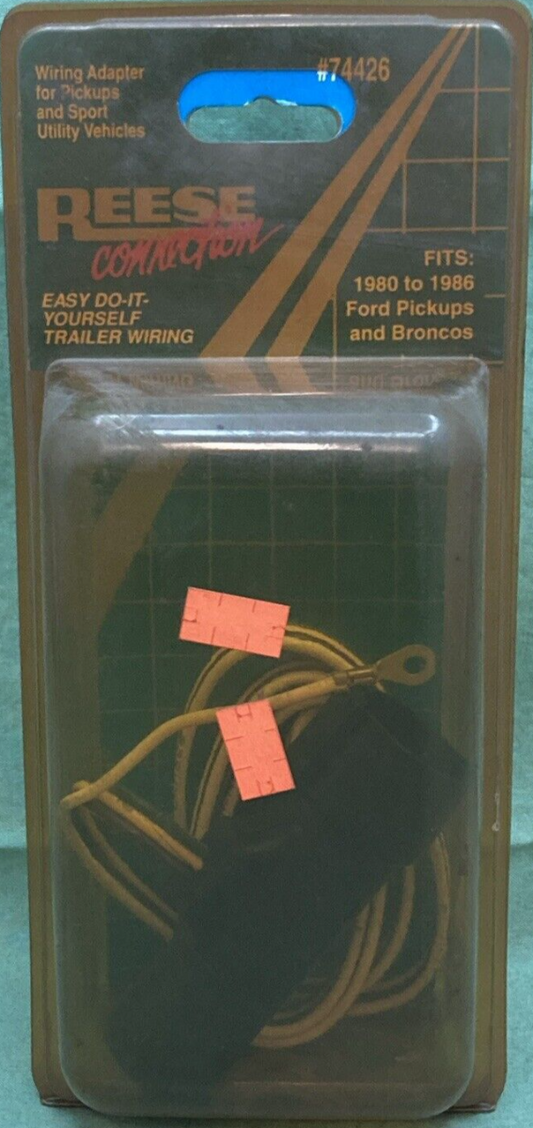 Wiring Adapter
for Pickups
and Sport
Utility Vehicles
#74426
REESE
connection
EASY DO-IT-
YOURSELF
TRAILER WIRING
FITS:
1980 to 1986
Ford Pickups
and Broncos